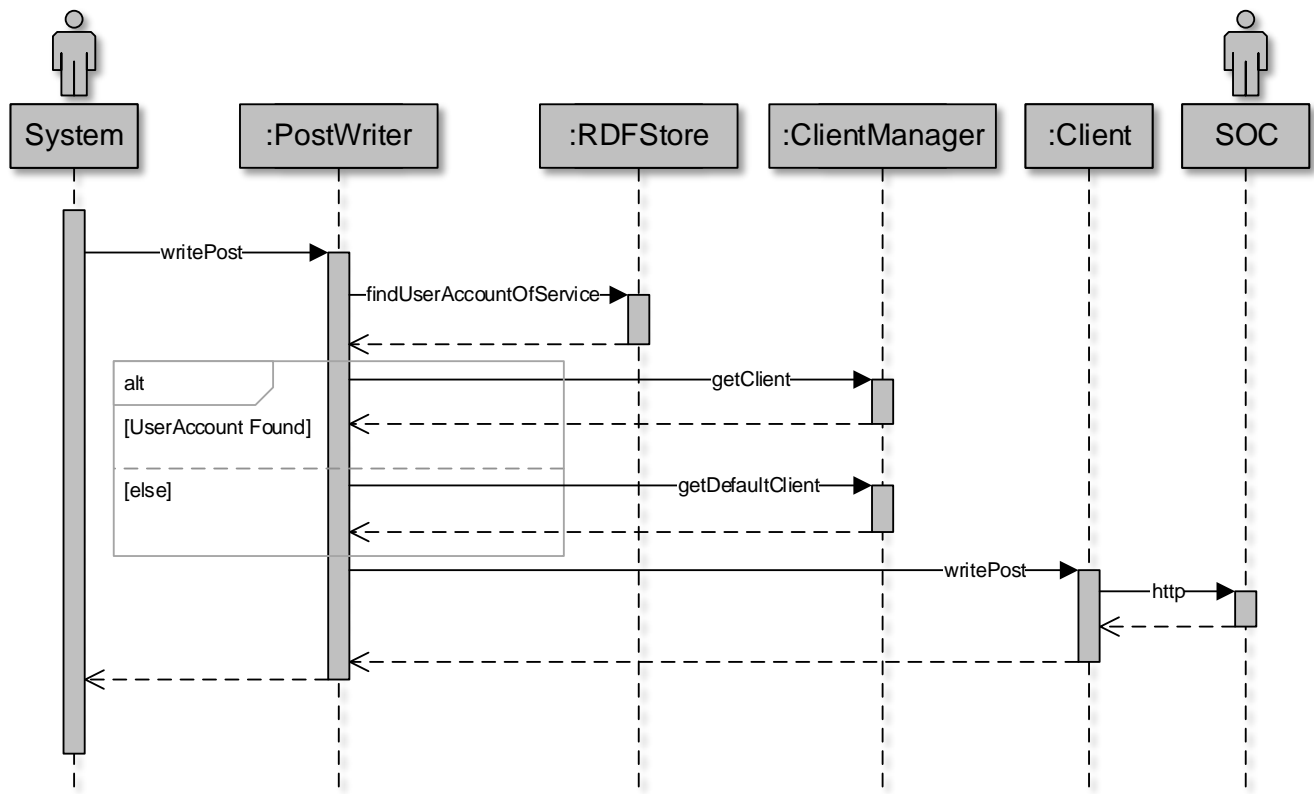 System
:PostWriter
:RDFStore
:ClientManager
:Client
SOC
writePost
findUserAccountOfService
alt
getClient
[UserAccount Found]
[else]
getDefaultClient
writePost
http